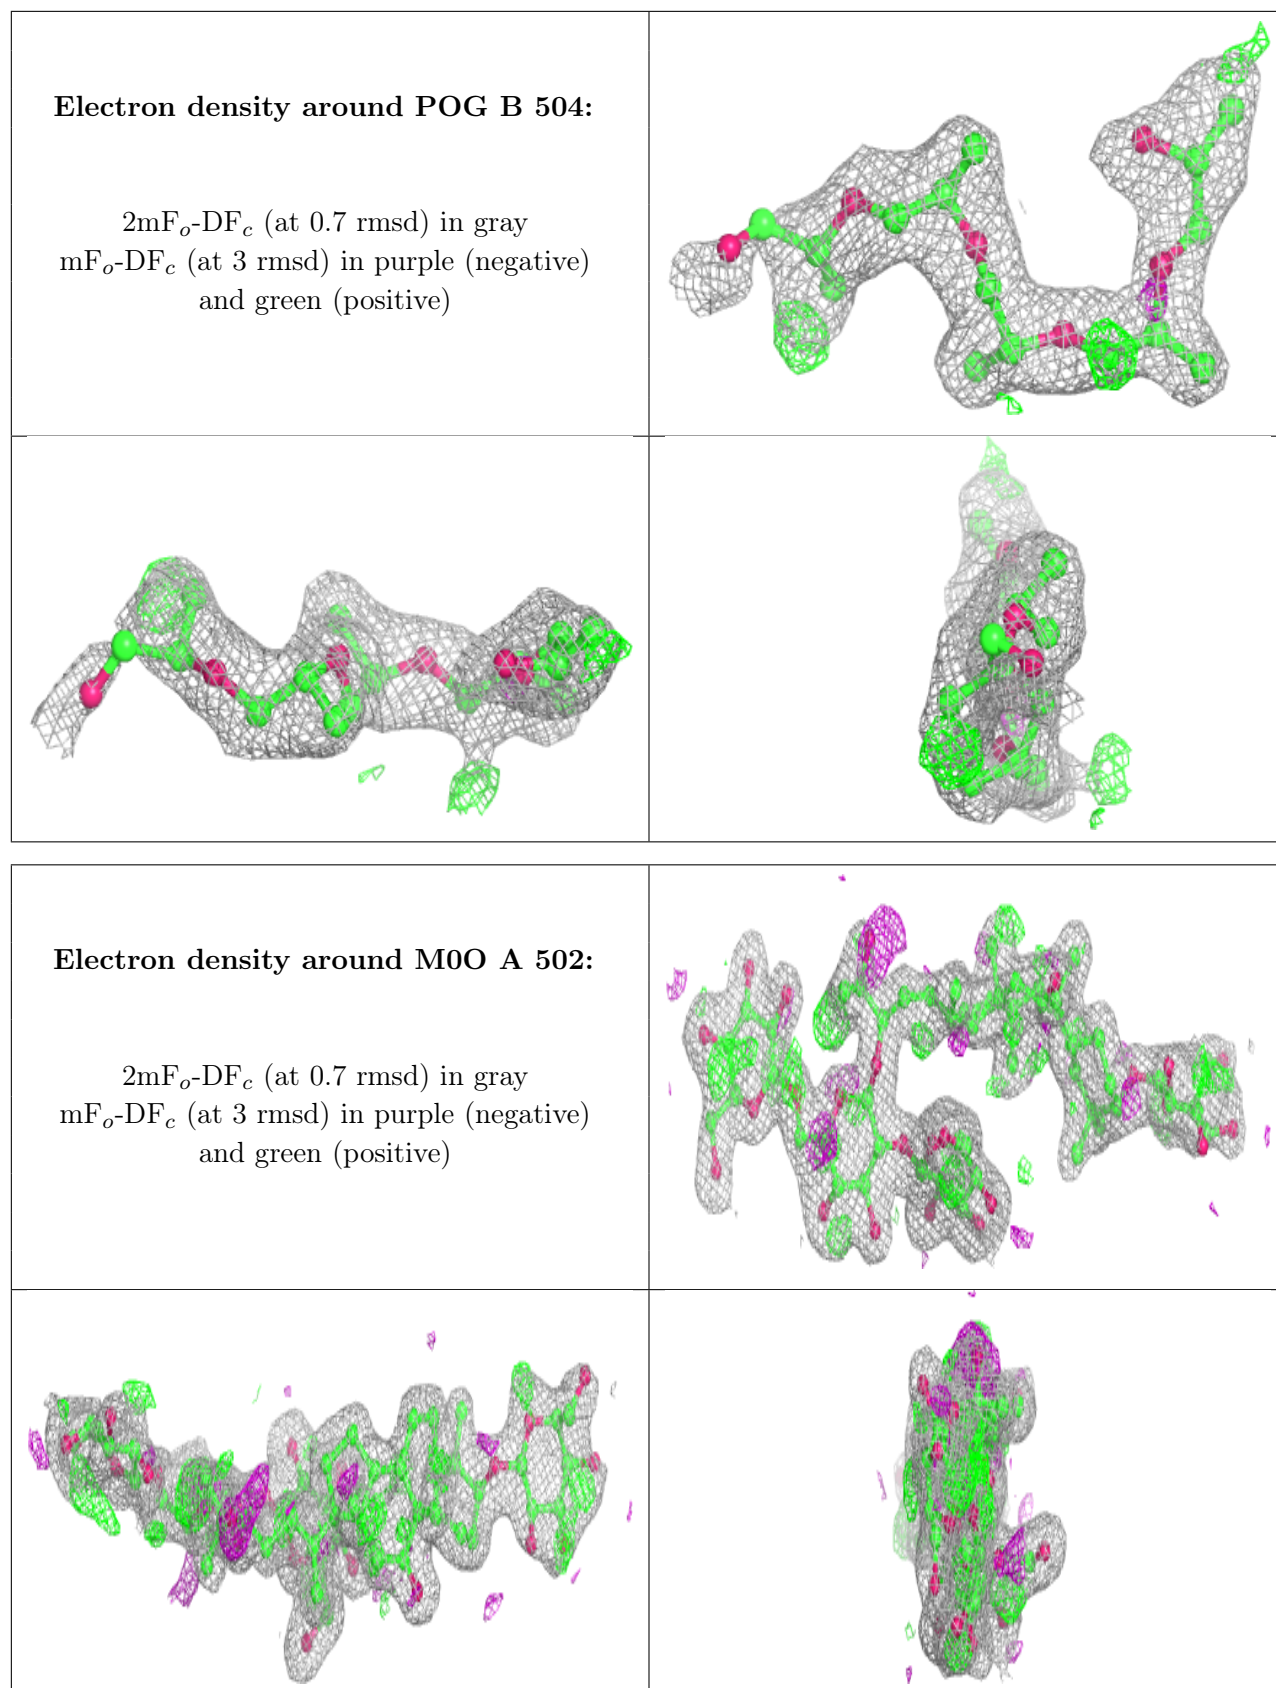 Electron density around POG B 504:
2mFo-DFc (at 0.7 rmsd) in gray
mFo-DFc (at 3 rmsd) in purple (negative)
and green (positive)
Electron density around M0O A 502:
2mFo-DFc (at 0.7 rmsd) in gray
mFo-DFc (at 3 rmsd) in purple (negative)
and green (positive)